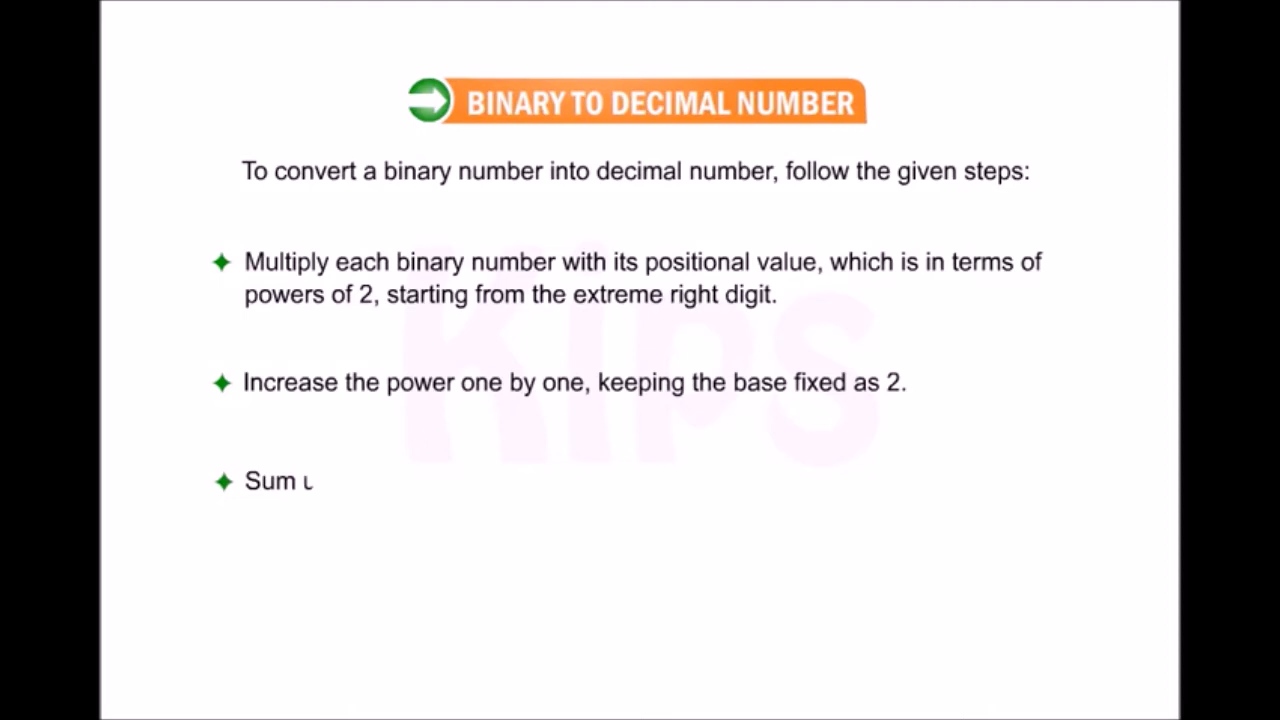 BINARY TO DECIMAL NUMBER
To convert a binary number into decimal number, follow the given steps:
Multiply each binary number with its positional value, which is in terms of
powers of 2, starting from the extreme right digit.
Increase the power one by one, keeping the base fixed as 2.
Sum
KIPS